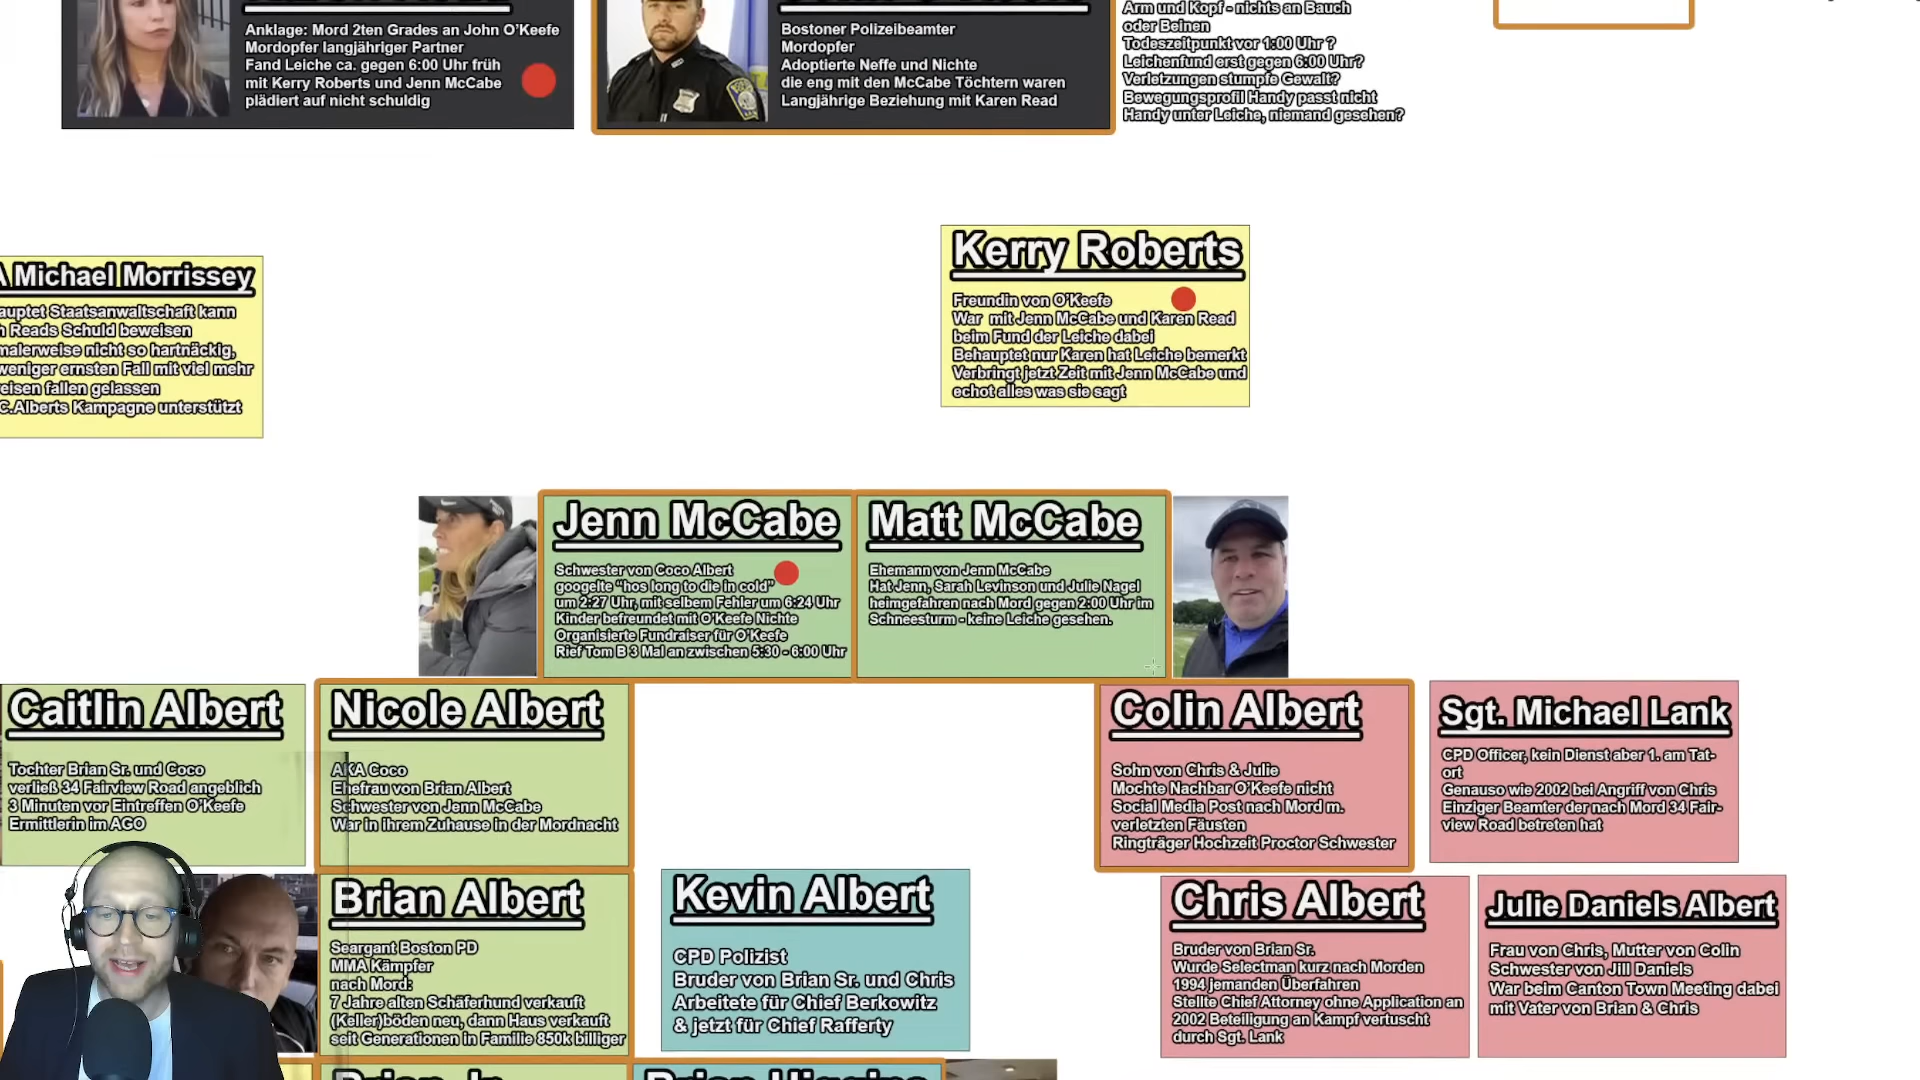 Anklage: Mord 2ten Grades an John O'Keefe
Mordopfer langjähriger Partner
Fand Leiche ca. gegen 6:00 Uhr früh
mit Kerry Roberts und Jenn McCabe
plädiert auf nicht schuldig
Bostoner Polizeibeamter
Mordopfer
Adoptierte Neffe und Nichte
die eng mit den McCabe Töchtern waren
Langjährige Beziehung mit Karen Read
Arm und Kopf - nichts an Bauch
oder Beinen
Todeszeitpunkt vor 1:00 Uhr ?
Leichenfund erst gegen 6:00 Uhr?
Verletzungen stumpfe Gewalt?
Bewegungsprofil Handy passt nicht
Handy unter Leiche, niemand gesehen?
Michael Morrissey
Staatsanwaltschaft kann
Reads Schuld beweisen
nicht so hartnäckig,
weniger ernsten Fall mit viel mehr
fallen gelassen
C.Alberts Kampagne unterstützt
Kerry Roberts
Freundin von O'Keefe
War mit Jenn McCabe und Karen Read
beim Fund der Leiche dabei
Behauptet nur Karen hat Leiche bemerkt
Verbringt jetzt Zeit mit Jenn McCabe und
echot alles was sie sagt
Jenn McCabe
Schwester von Coco Albert
googelte "hos long to die in cold"
um 2:27 Uhr, mit selbem Fehler um 6:24 Uhr
Kinder befreundet mit O'Keefe Nichte
Organisierte Fundraiser für O'Keefe
Rief Tom B 3 Mal an zwischen 5:30 - 6:00 Uhr
Matt McCabe
Ehemann von Jenn McCabe
Hat Jenn, Sarah Levinson und Julie Nagel
heimgefahren nach Mord gegen 2:00 Uhr im
Schneesturm - keine Leiche gesehen.
Caitlin Albert
Tochter Brian Sr. und Coco
verließ 34 Fairview Road angeblich
3 Minuten vor Eintreffen O'Keefe
Ermittlerin im AGO
Nicole Albert
AKA Coco
Ehefrau von Brian Albert
Schwester von Jenn McCabe
War in Ihrem Zuhause in der Mordnacht
Colin Albert
Sohn von Chris & Julie
Mochte Nachbar O'Keefe nicht
Social Media Post nach Mord m.
verletzten Fäusten
Ringträger Hochzeit Proctor Schwester
Sgt. Michael Lank
CPD Officer, kein Dienst aber 1. am Tat-
ort
Genauso wie 2002 bei Angriff von Chris
Einziger Beamter der nach Mord 34 Fair-
view Road betreten hat
Brian Albert
Seargant Boston PD
MMA Kämpfer
nach Mord:
7 Jahre alten Schäferhund verkauft
(Keller)böden neu, dann Haus verkauft
seit Generationen in Familie 850k billiger
Kevin Albert
CPD Polizist
Bruder von Brian Sr. und Chris
Arbeitete für Chief Berkowitz
& jetzt für Chief Rafferty
Chris Albert
Bruder von Brian Sr.
Wurde Selectman kurz nach Morden
1994 jemanden Überfahren
Stellte Chief Attorney ohne Application an
2002 Beteiligung an Kampf vertuscht
durch Sgt. Lank
Julie Daniels Albert
Frau von Chris, Mutter von Colin
Schwester von Jill Daniels
War beim Canton Town Meeting dabei
mit Vater von Brian & Chris
Brian Jr.
Brian Higgins